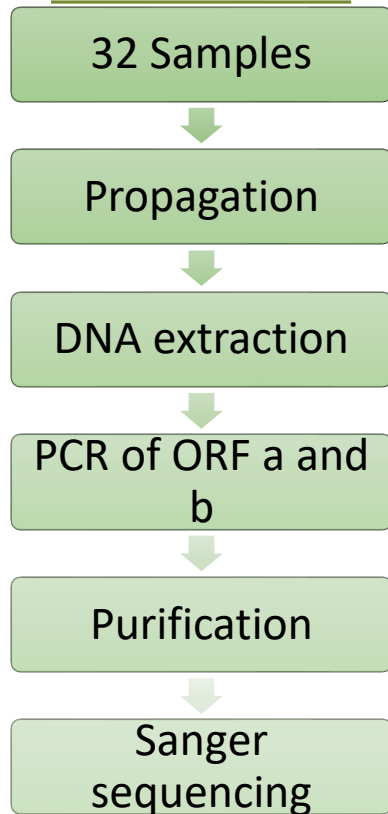 32 Samples
Propagation
DNA extraction
PCR of ORF a and
b
Purification
Sanger
sequencing